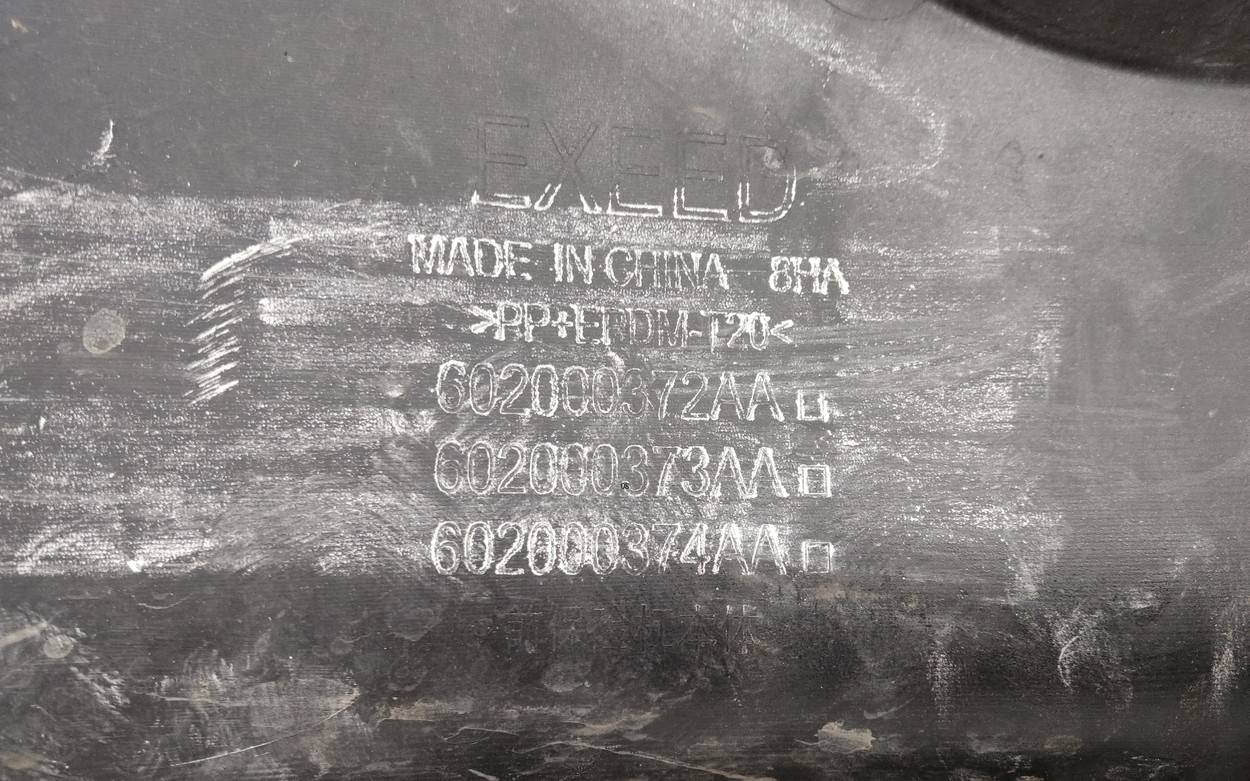 EXEED
MADE IN CHINA 8HA
>PP+EPDM-T20<
602000372AA
602000373AA
602000374AA